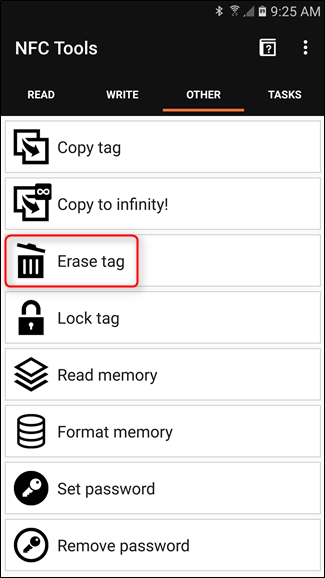 9:25 AM
NFC Tools
READ WRITE OTHER TASKS
Copy tag
Copy to infinity!
Erase tag
Lock tag
Read memory
Format memory
Set password
Remove password